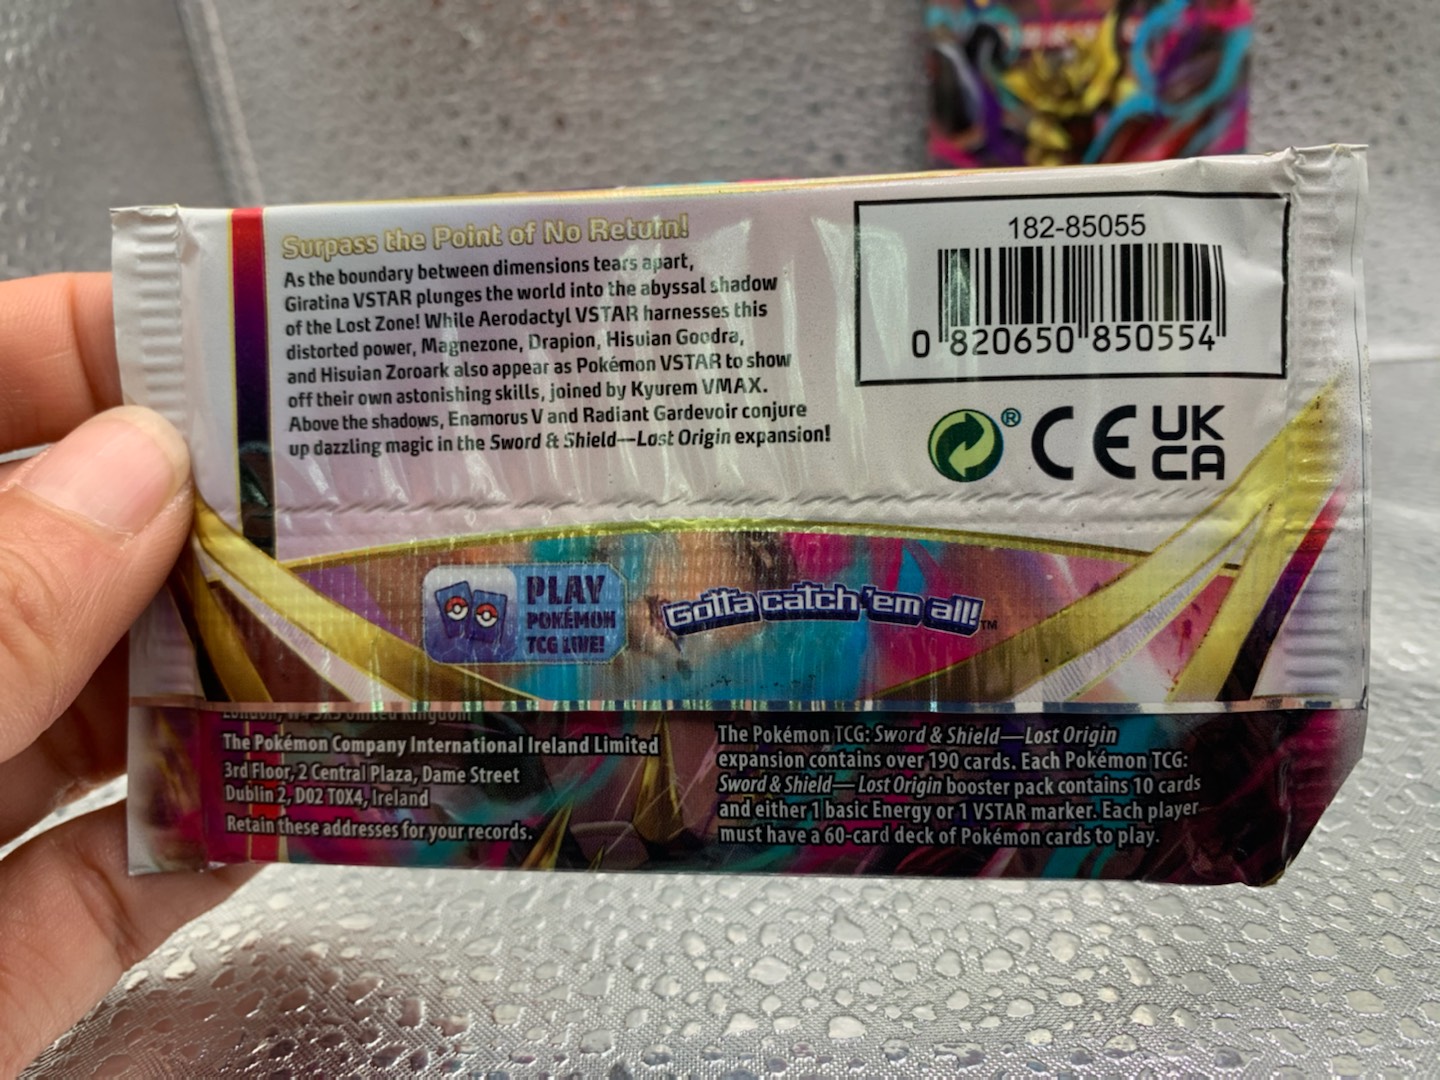 Surpass the Point of No Return!
As the boundary between dimensions tears apart,
Giratina VSTAR plunges the world into the abyssal shadow
of the Lost Zone! While Aerodactyl VSTAR harnesses this
distorted power, Magnezone, Drapion, Hisuian Goodra,
and Hisuian Zoroark also appear as Pokémon VSTAR to show
off their own astonishing skills, joined by Kyurem VMAX.
Above the shadows, Enamorus V and Radiant Gardevoir conjure
up dazzling magic in the Sword & Shield—Lost Origin expansion!
182-85055
0 820650 850554
® CE UK
CA
PLAY
POKÉMON
TCG LIVE!
Gotta catch 'em all!™
London, W4 5XS United Kingdom
The Pokémon Company International Ireland Limited
3rd Floor, 2 Central Plaza, Dame Street
Dublin 2, D02 T0X4, Ireland
Retain these addresses for your records.
The Pokémon TCG: Sword & Shield—Lost Origin
expansion contains over 190 cards. Each Pokémon TCG:
Sword & Shield—Lost Origin booster pack contains 10 cards
and either 1 basic Energy or 1 VSTAR marker. Each player
must have a 60-card deck of Pokémon cards to play.